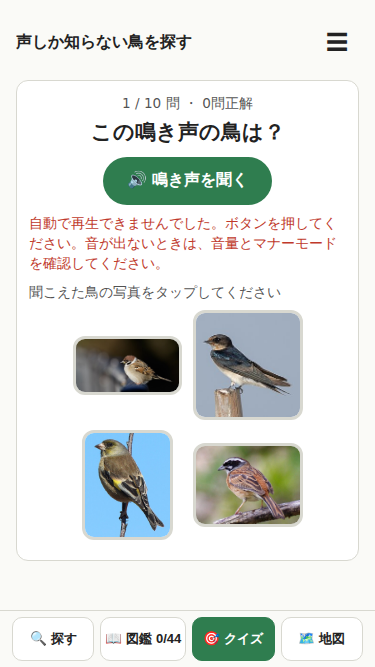 声しか知らない鳥を探す
1 / 10 問 ・ 0問正解
この鳴き声の鳥は？
🔊 鳴き声を聞く
自動で再生できませんでした。ボタンを押してく
ださい。音が出ないときは、音量とマナーモード
を確認してください。
聞こえた鳥の写真をタップしてください
🔍 探す
📖 図鑑 0/44
🎯 クイズ
🗺️ 地図